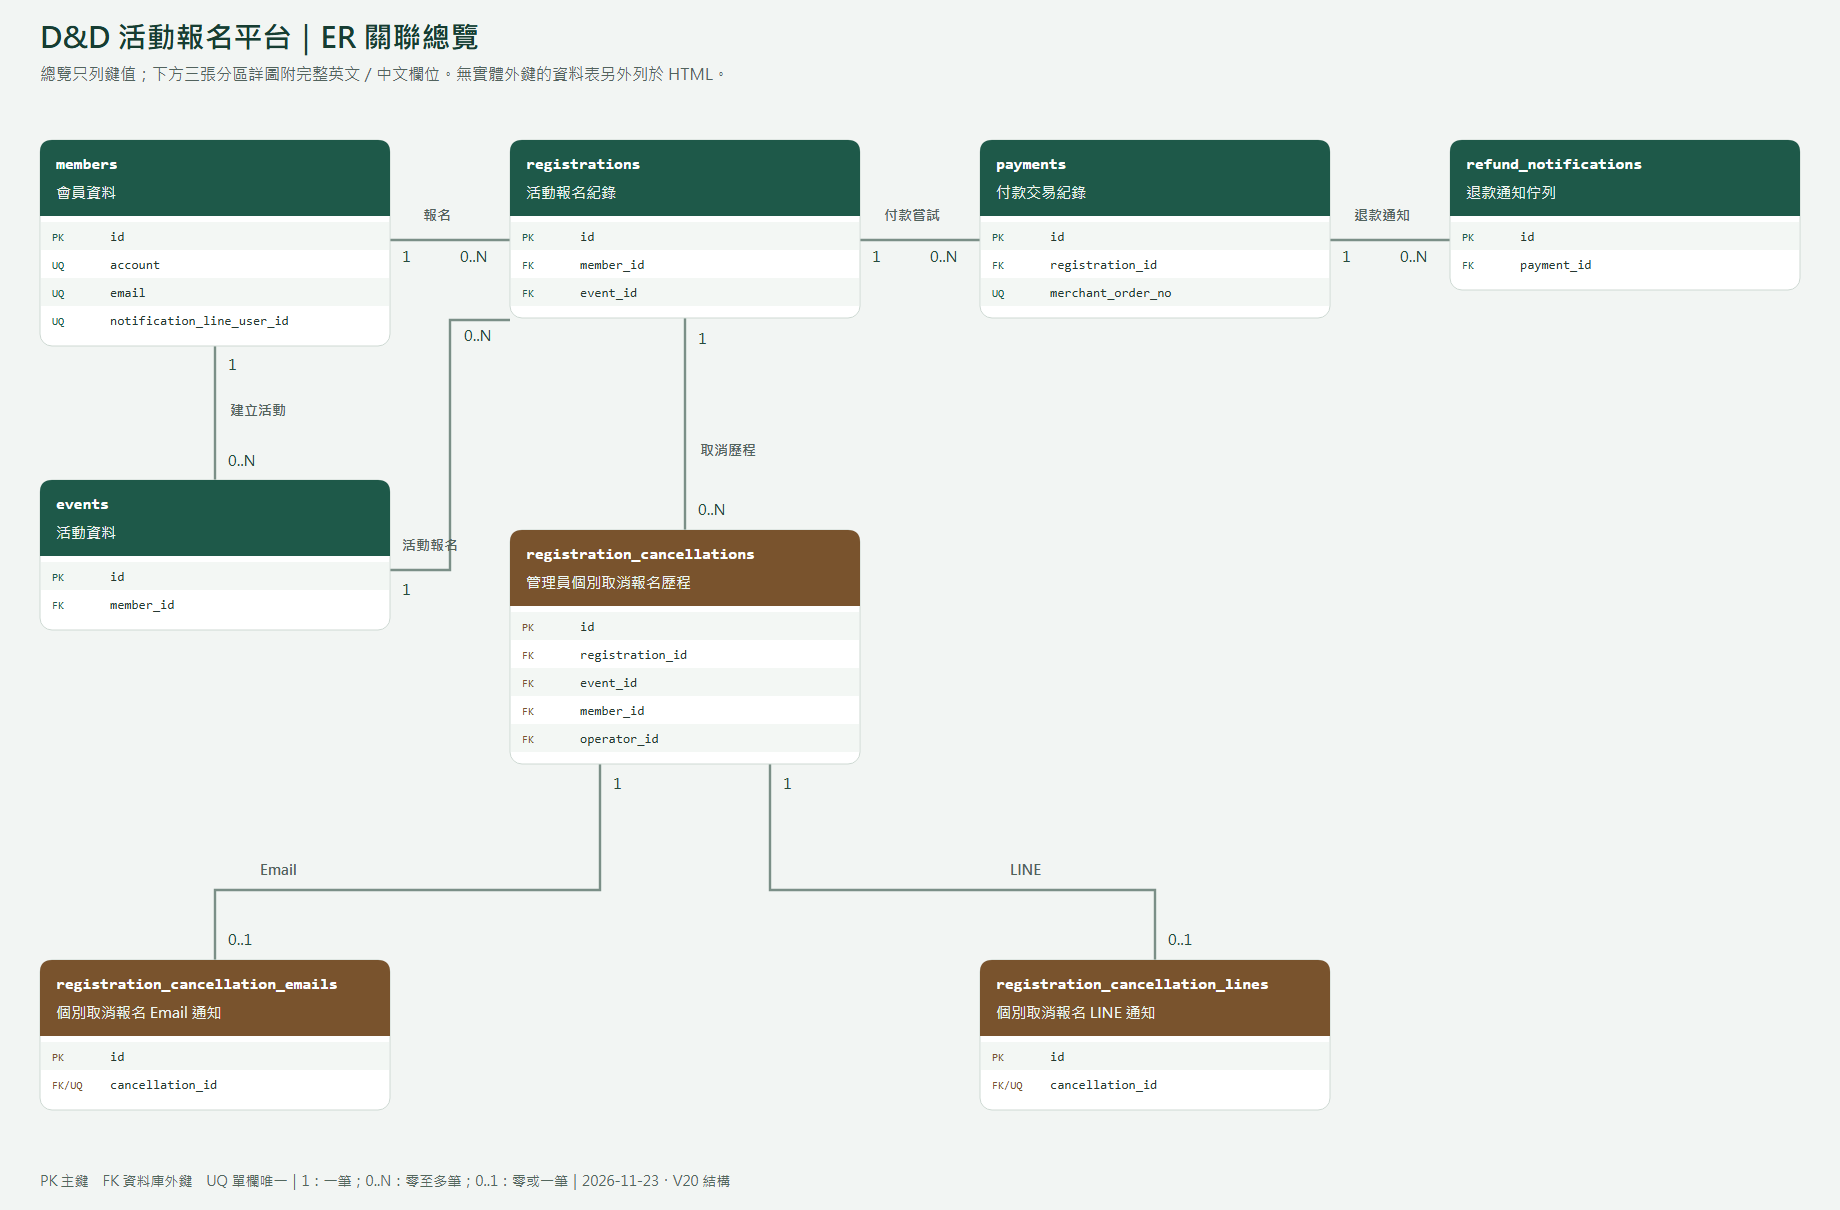 D&D 活動報名平台｜ER 關聯總覽
總覽只列鍵值；下方三張分區詳圖附完整英文 / 中文欄位。無實體外鍵的資料表另外列於 HTML。
members
會員資料
PK id
UQ account
UQ email
UQ notification_line_user_id
報名
1 0..N
registrations
活動報名紀錄
PK id
FK member_id
FK event_id
付款嘗試
1 0..N
payments
付款交易紀錄
PK id
FK registration_id
UQ merchant_order_no
退款通知
1 0..N
refund_notifications
退款通知佇列
PK id
FK payment_id
1
建立活動
0..N
0..N
1
取消歷程
0..N
events
活動資料
PK id
FK member_id
活動報名
1
registration_cancellations
管理員個別取消報名歷程
PK id
FK registration_id
FK event_id
FK member_id
FK operator_id
1
1
Email
LINE
0..1
0..1
registration_cancellation_emails
個別取消報名 Email 通知
PK id
FK/UQ cancellation_id
registration_cancellation_lines
個別取消報名 LINE 通知
PK id
FK/UQ cancellation_id
PK 主鍵　FK 資料庫外鍵　UQ 單欄唯一｜1：一筆；0..N：零至多筆；0..1：零或一筆｜2026-11-23 · V20 結構